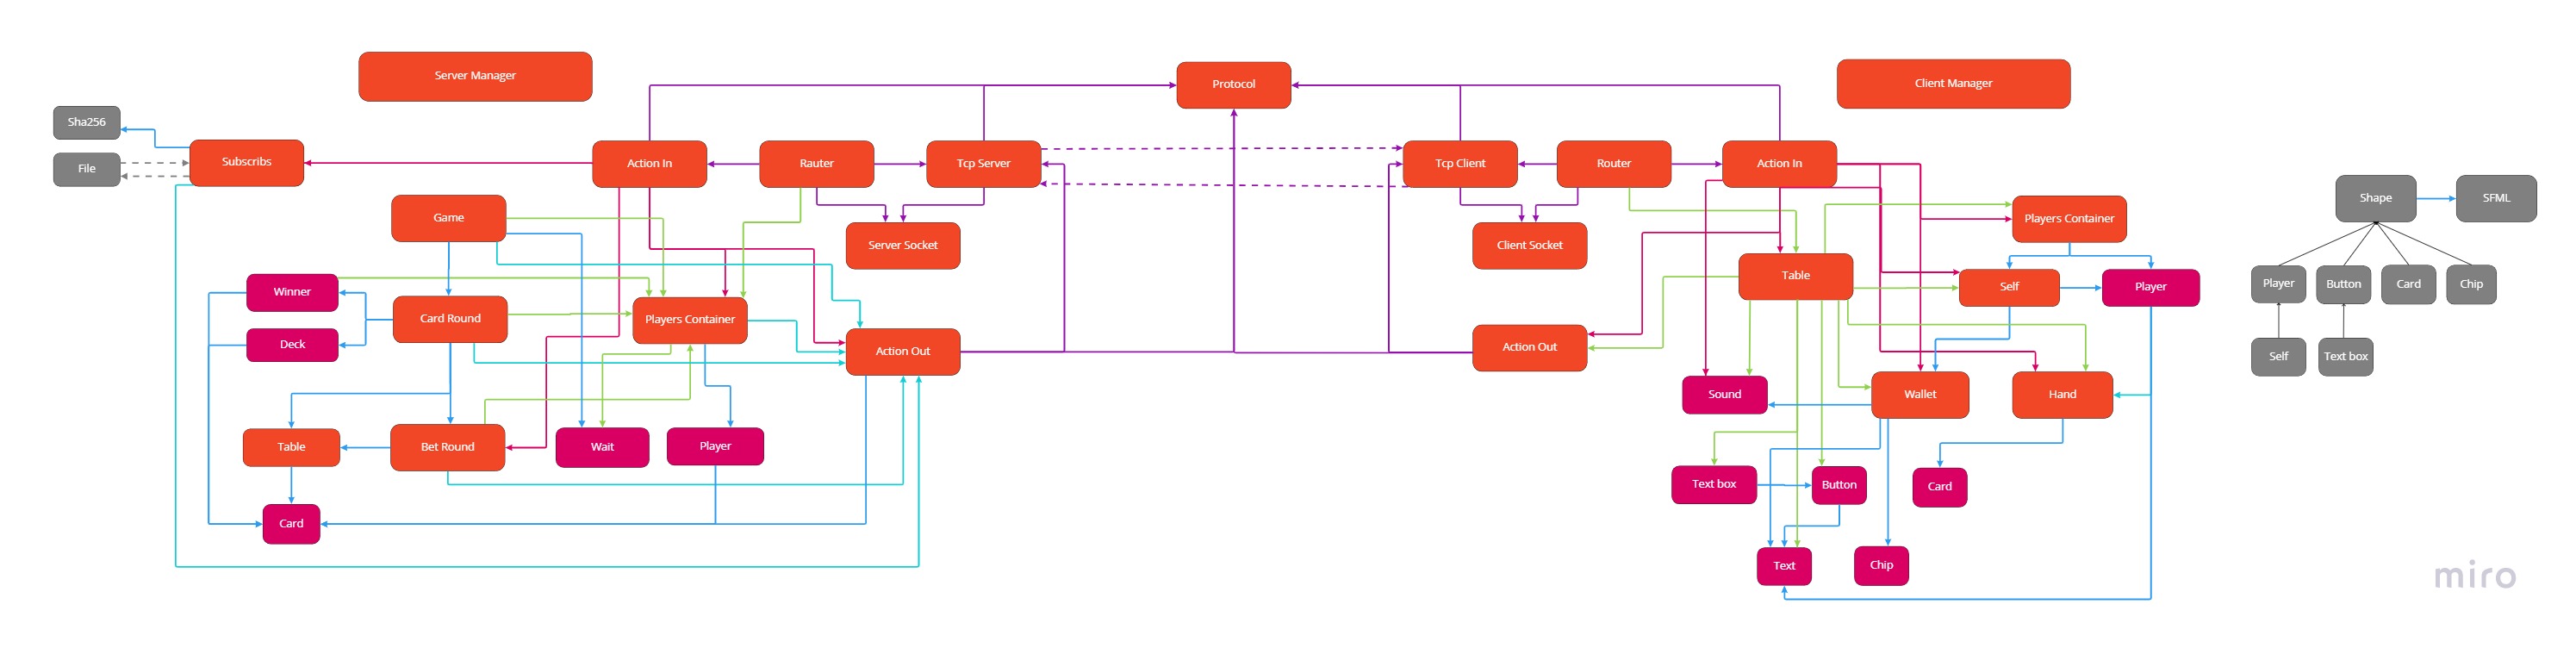 Server Manager
Protocol
Client Manager
Sha256
File
Subscribs
Action In
Rauter
Tcp Server
Tcp Client
Router
Action In
Game
Server Socket
Client Socket
Players Container
Shape
SFML
Winner
Card Round
Players Container
Table
Self
Player
Player
Button
Card
Chip
Deck
Action Out
Action Out
Self
Text box
Sound
Wallet
Hand
Table
Bet Round
Wait
Player
Text box
Button
Card
Card
Text
Chip
miro